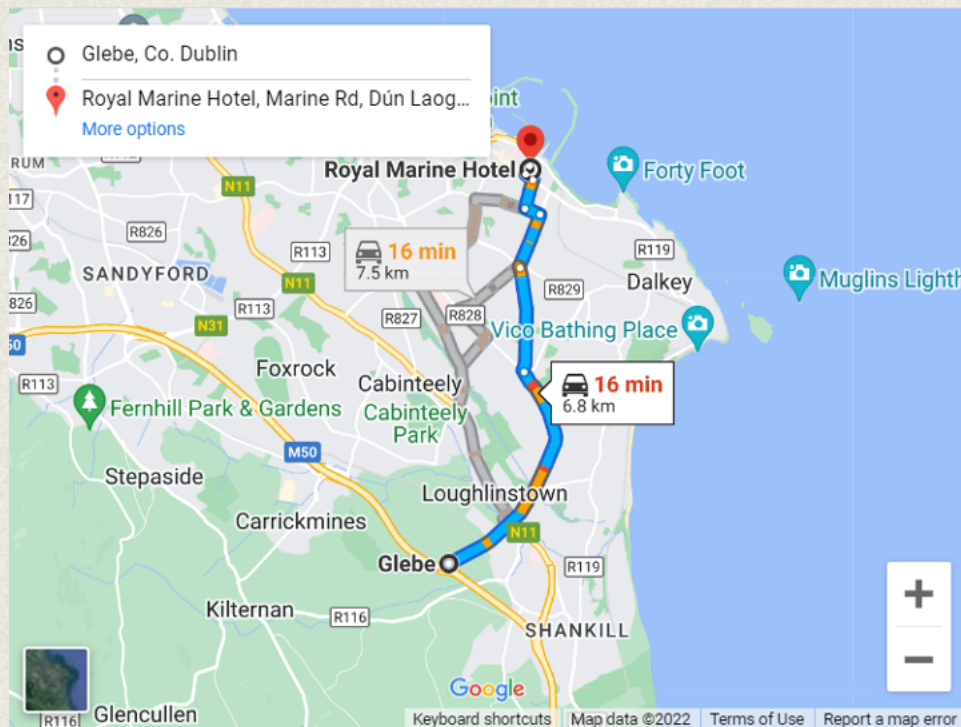 Glebe, Co. Dublin
Royal Marine Hotel, Marine Rd, Dún Laog...
More options
Royal Marine Hotel
Forty Foot
N11
R117
R826
R826
R113
16 min
7.5 km
R119
SANDYFORD
N11
Dalkey
Muglins Lighth
R113
R829
R827
R828
N31
Vico Bathing Place
Foxrock
R113
Cabinteely
16 min
6.8 km
Fernhill Park & Gardens
Cabinteely
Park
M50
Stepaside
Loughlinstown
Carrickmines
N11
Glebe
R119
Kilternan
R116
SHANKILL
Google
R116
Glencullen
Keyboard shortcuts
Map data ©2022
Terms of Use
Report a map error